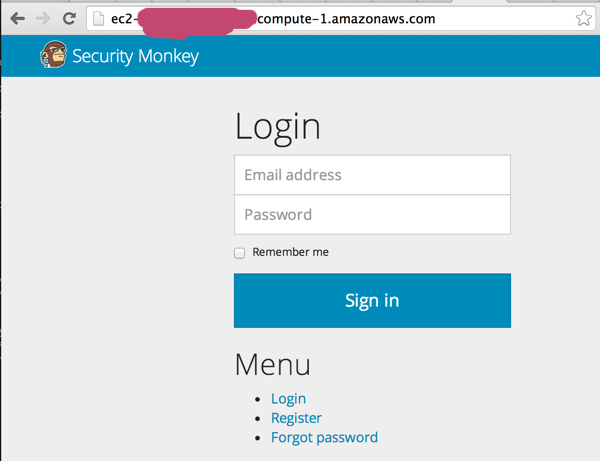 ec2- compute-1.amazonaws.com
Security Monkey
Login
Email address
Password
Remember me
Sign in
Menu
Login
Register
Forgot password